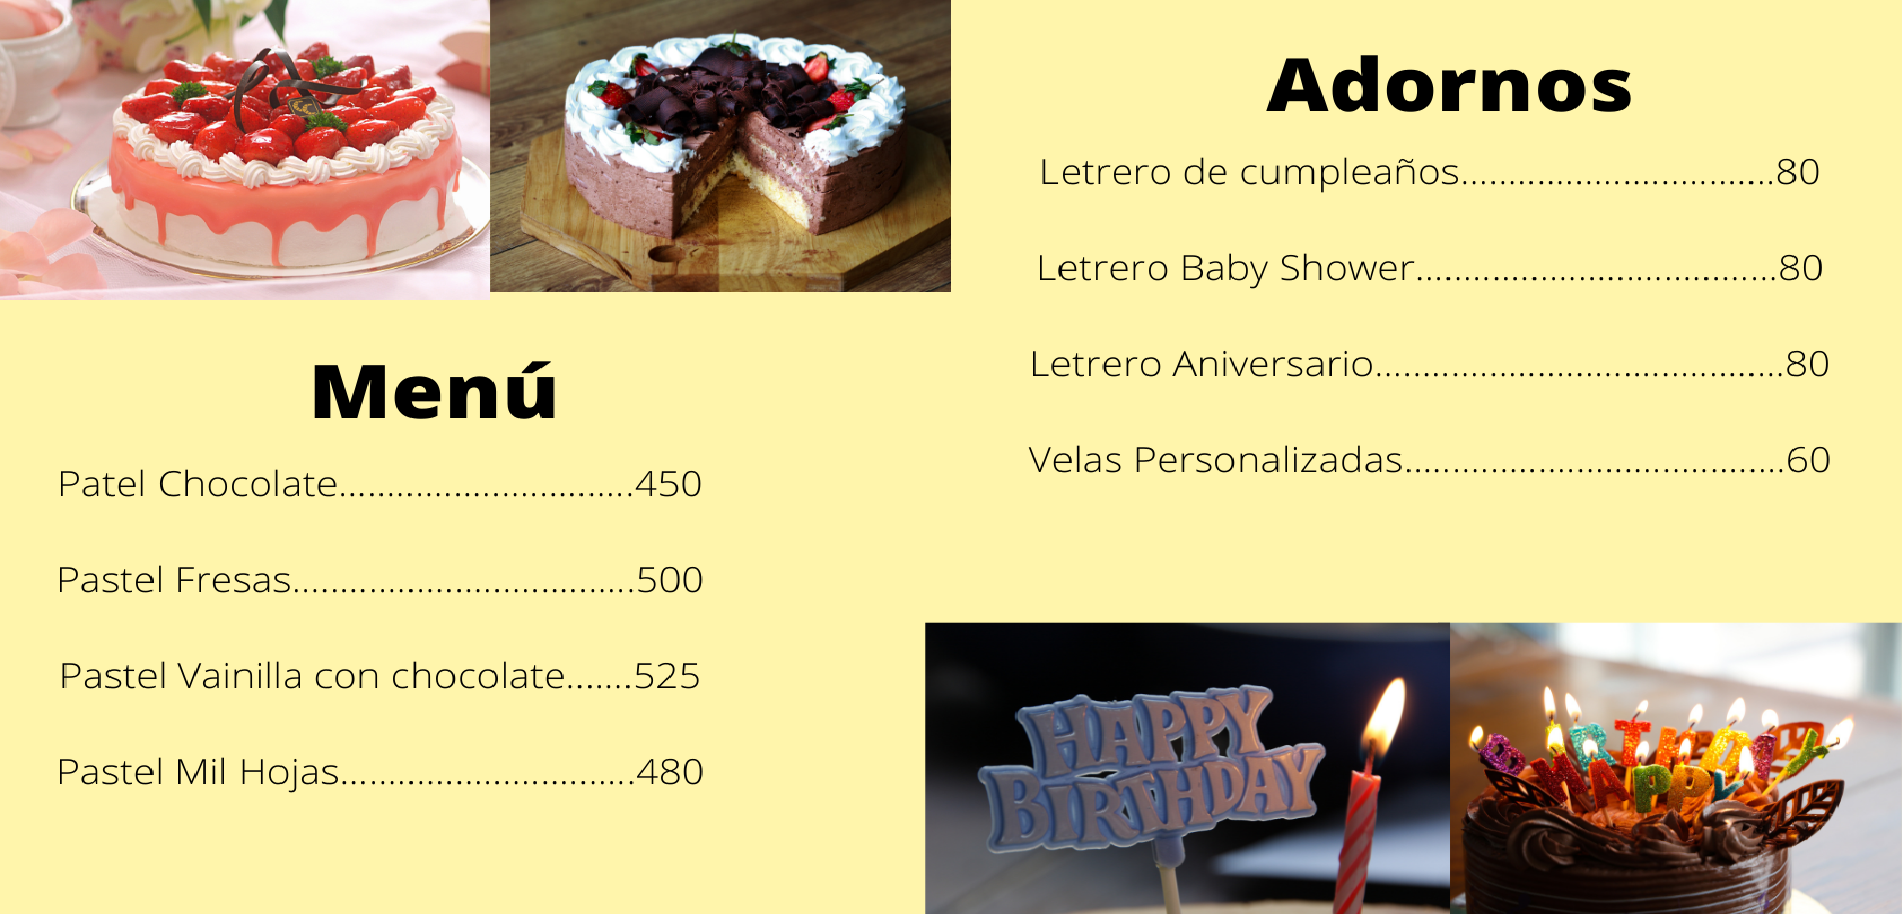 Menú
Patel Chocolate...............................450
Pastel Fresas....................................500
Pastel Vainilla con chocolate.......525
Pastel Mil Hojas...............................480
Adornos
Letrero de cumpleaños.................................80
Letrero Baby Shower......................................80
Letrero Aniversario...........................................80
Velas Personalizadas........................................60
HAPPY
BIRTHDAY
BIRTHDAY
HAPPY